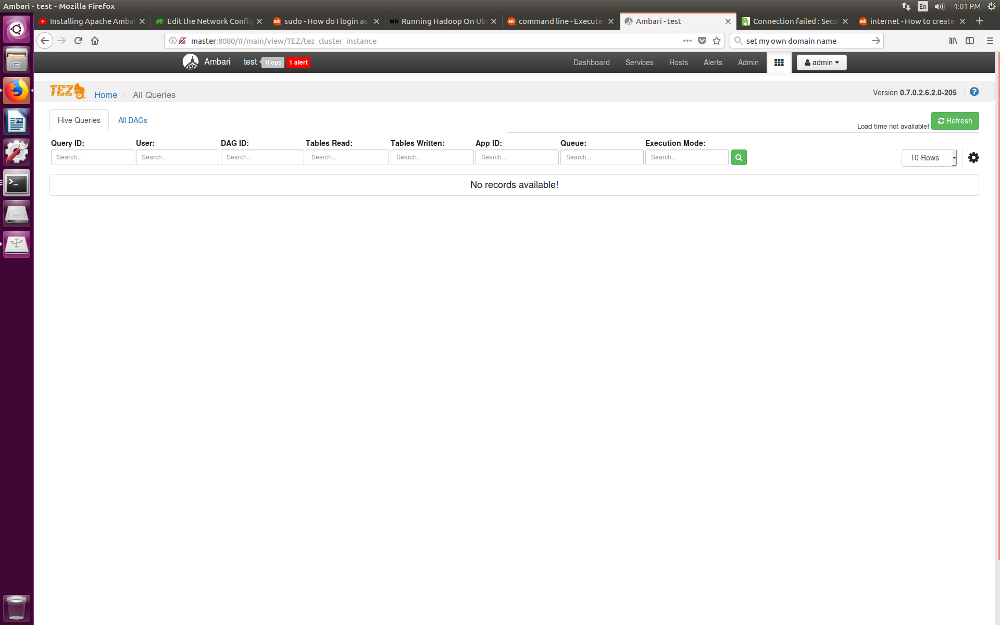 Ambari - test - Mozilla Firefox
En
4:01 PM
Installing Apache Amba
Edit the Network Config
ask
sudo - How do I login as
MN
Running Hadoop On Ub
ask
command line - Execute
Ambari - test
Connection failed : Seco
ask
internet - How to create
master:8080/#/main/view/TEZ/tez_cluster_instance
set my own domain name
Ambari
test
0 ops
1 alert
Dashboard
Services
Hosts
Alerts
Admin
admin
TEZ
Home / All Queries
Version 0.7.0.2.6.2.0-205
Hive Queries
All DAGs
Load time not available!
Refresh
Query ID:
User:
DAG ID:
Tables Read:
Tables Written:
App ID:
Queue:
Execution Mode:
Search...
Search...
Search...
Search...
Search...
Search...
Search...
Search...
10 Rows
No records available!